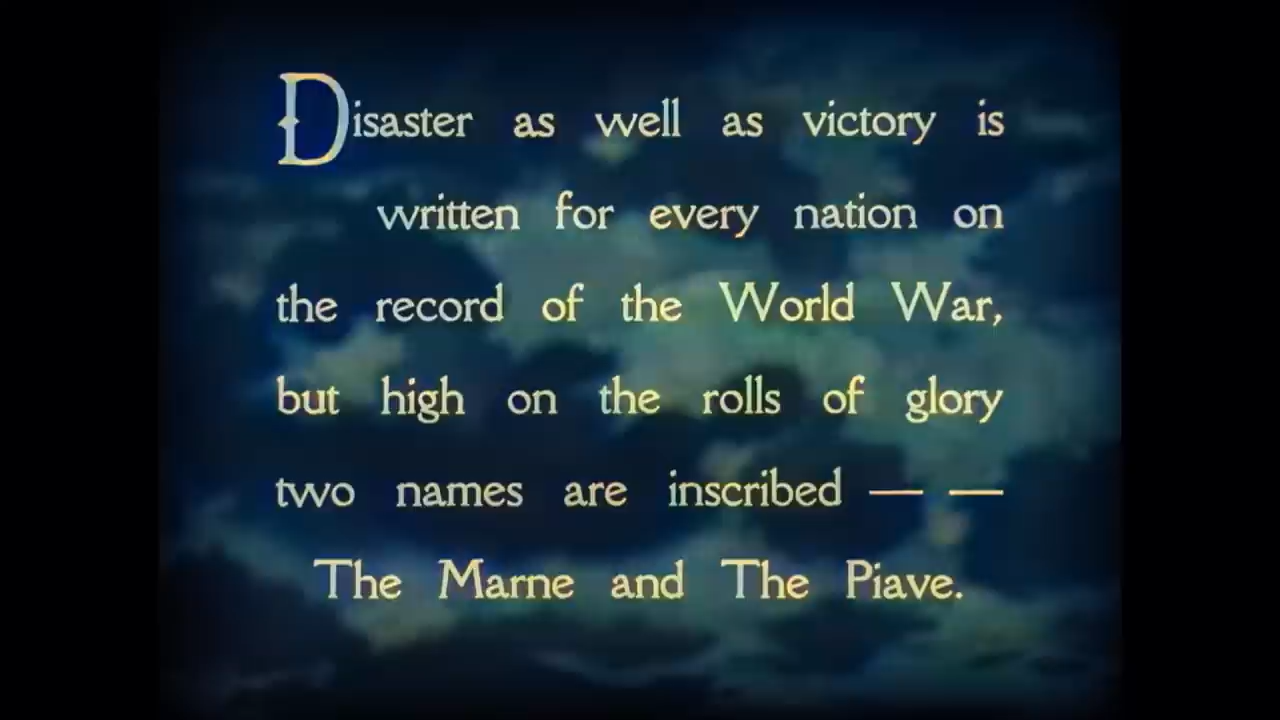 Disaster as well as victory is
written for every nation on
the record of the World War,
but high on the rolls of glory
two names are inscribed — —
The Marne and The Piave.